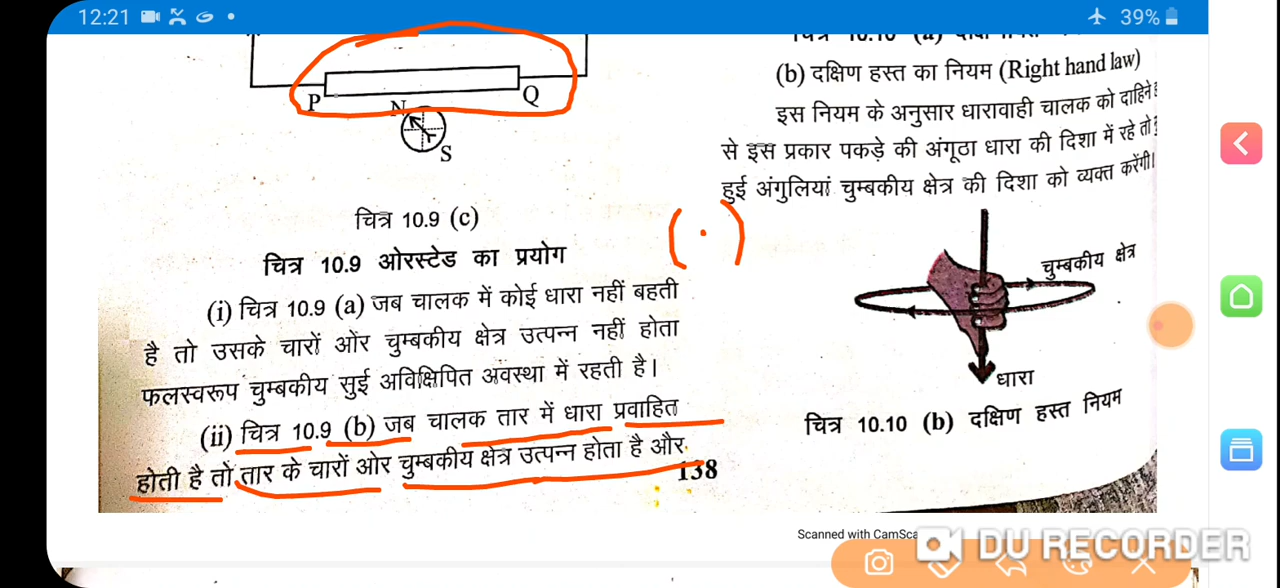 12:21
39%
P
Q
N
S
चित्र 10.9 (c)
चित्र 10.9 ओरस्टेड का प्रयोग
(i) चित्र 10.9 (a) जब चालक में कोई धारा नहीं बहती
है तो उसके चारों ओंर चुम्बकीय क्षेत्र उत्पन्न नहीं होता
फलस्वरूप चुम्बकीय सुई अविक्षिपित अवस्था में रहती है।
(ii) चित्र 10.9 (b) जब चालक तार में धारा प्रवाहित
होती है तो तार के चारों ओर चुम्बकीय क्षेत्र उत्पन्न होता है और
138
चित्र 10.10 (a)
(b) दक्षिण हस्त का नियम (Right hand law)
इस नियम के अनुसार धारावाही चालक को दाहिने
से इस प्रकार पकड़े की अंगूठा धारा की दिशा में रहे तो
हुई अंगुलियां चुम्बकीय क्षेत्र की दिशा को व्यक्त करेंगी।
चुम्बकीय क्षेत्र
धारा
चित्र 10.10 (b) दक्षिण हस्त नियम
Scanned with CamSca
DU RECORDER